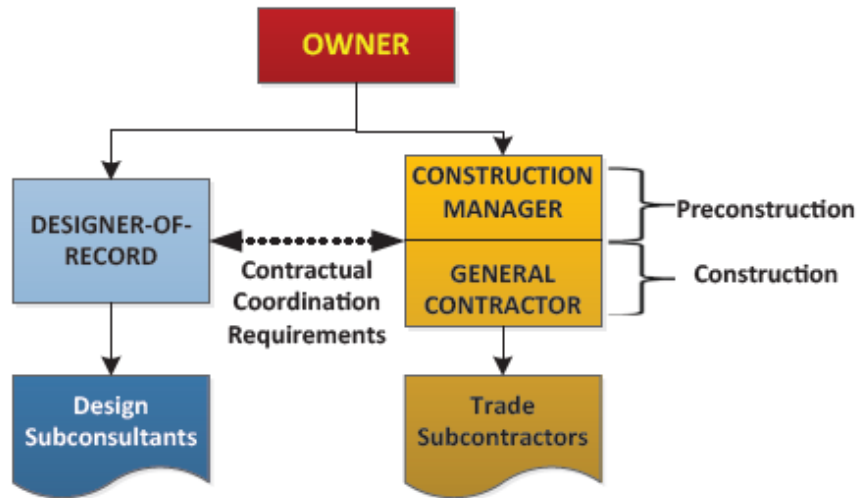 OWNER
DESIGNER-OF-
RECORD
Contractual
Coordination
Requirements
CONSTRUCTION
MANAGER
GENERAL
CONTRACTOR
Preconstruction
Construction
Design
Subconsultants
Trade
Subcontractors